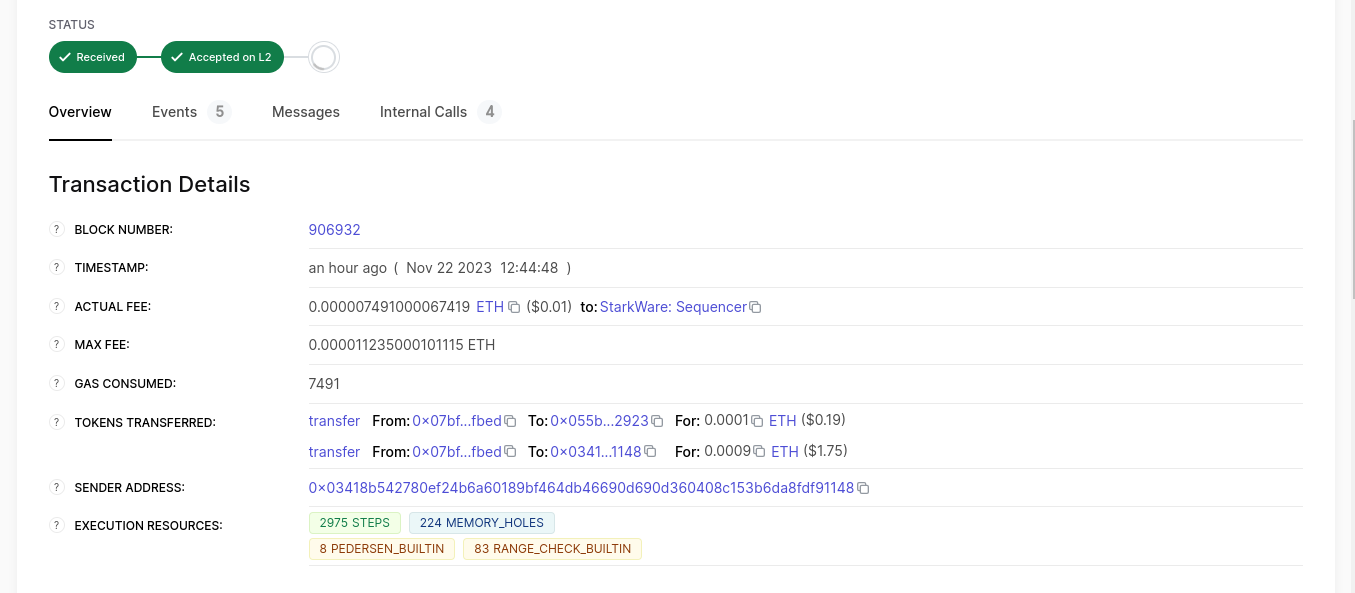 STATUS
Received Accepted on L2
Overview Events 5 Messages Internal Calls 4
Transaction Details
? BLOCK NUMBER: 906932
? TIMESTAMP: an hour ago ( Nov 22 2023 12:44:48 )
? ACTUAL FEE: 0.000007491000067419 ETH ($0.01) to: StarkWare: Sequencer
? MAX FEE: 0.000011235000101115 ETH
? GAS CONSUMED: 7491
? TOKENS TRANSFERRED: transfer From: 0×07bf...fbed To: 0×055b...2923 For: 0.0001 ETH ($0.19)
transfer From: 0×07bf...fbed To: 0×0341...1148 For: 0.0009 ETH ($1.75)
? SENDER ADDRESS: 0×03418b542780ef24b6a60189bf464db46690d690d360408c153b6da8fdf91148
? EXECUTION RESOURCES: 2975 STEPS 224 MEMORY_HOLES
8 PEDERSEN_BUILTIN 83 RANGE_CHECK_BUILTIN